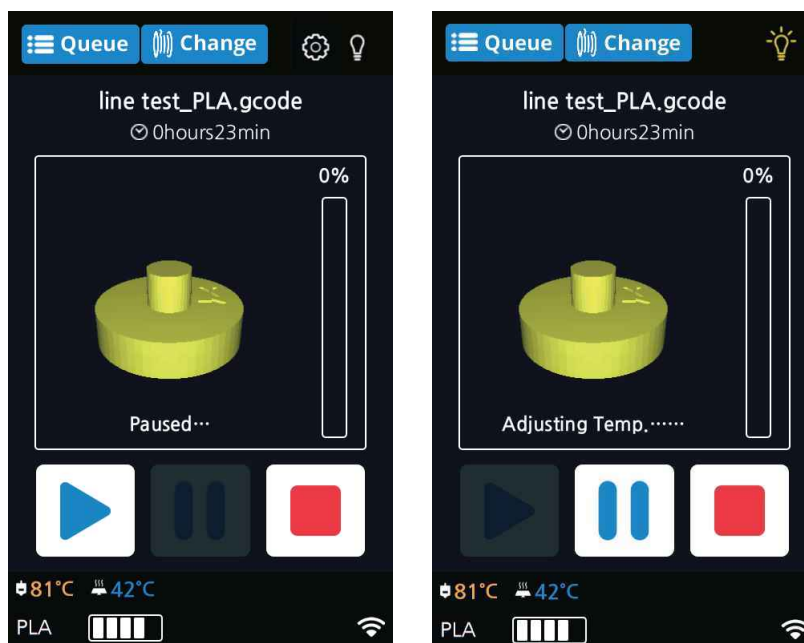 Queue Change
line test_PLA.gcode
0hours23min
0%
Paused…
81°C 42°C
PLA
Queue Change
line test_PLA.gcode
0hours23min
0%
Adjusting Temp.……
81°C 42°C
PLA